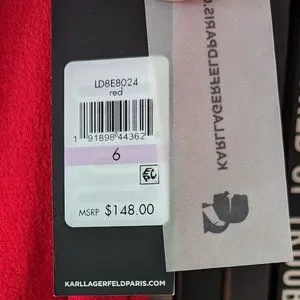 LD8E8024
red
1 91898 44362
6
MSRP $148.00
KARLLAGERFELDPARIS.COM
KARLLAGERFELDPARIS